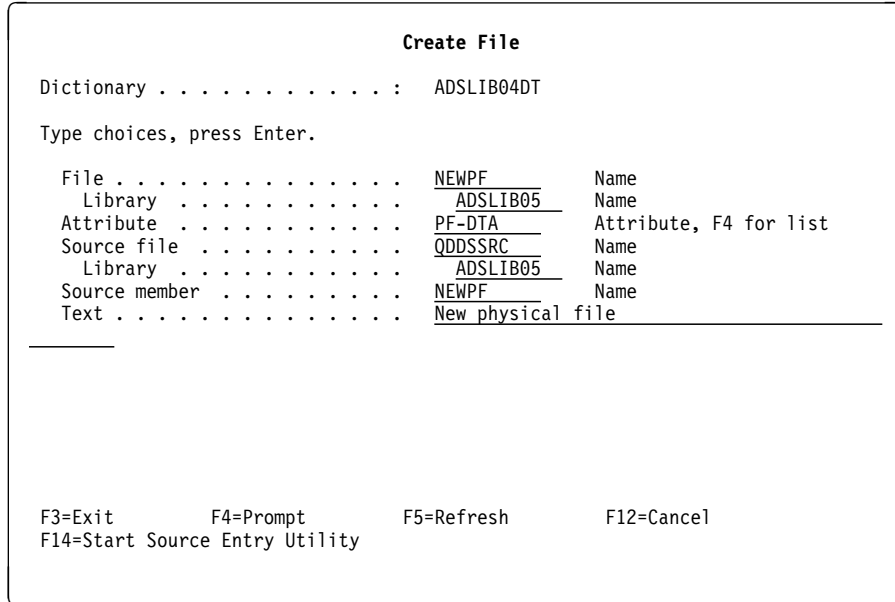 Create File
Dictionary . . . . . . . . . . . . : ADSLIB04DT
Type choices, press Enter.
File . . . . . . . . . . . . . . NEWPF Name
Library . . . . . . . . . . . ADSLIB05 Name
Attribute . . . . . . . . . . . PF-DTA Attribute, F4 for list
Source file . . . . . . . . . . QDDSSRC Name
Library . . . . . . . . . . . ADSLIB05 Name
Source member . . . . . . . . . NEWPF Name
Text . . . . . . . . . . . . . . New physical file
F3=Exit F4=Prompt F5=Refresh F12=Cancel
F14=Start Source Entry Utility